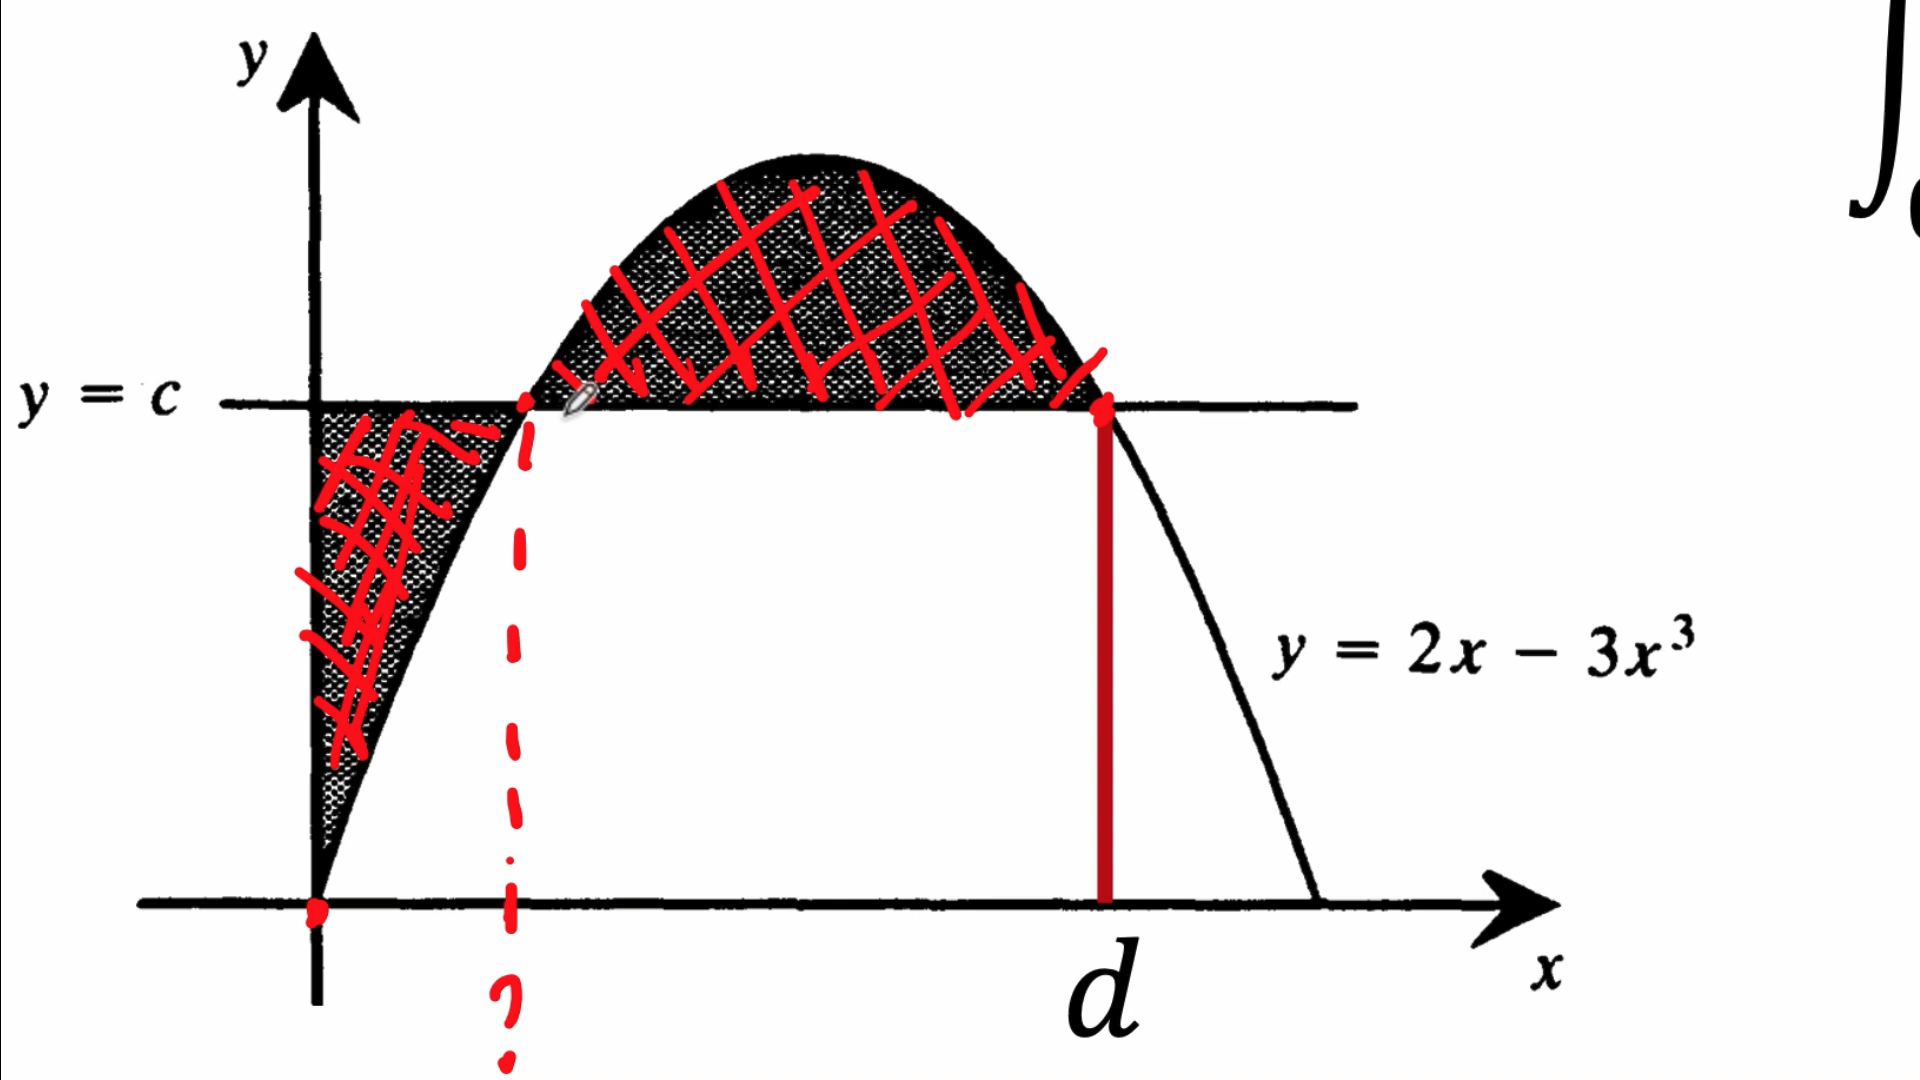 y
y = c
y = 2x − 3x³
x
d
?
∫